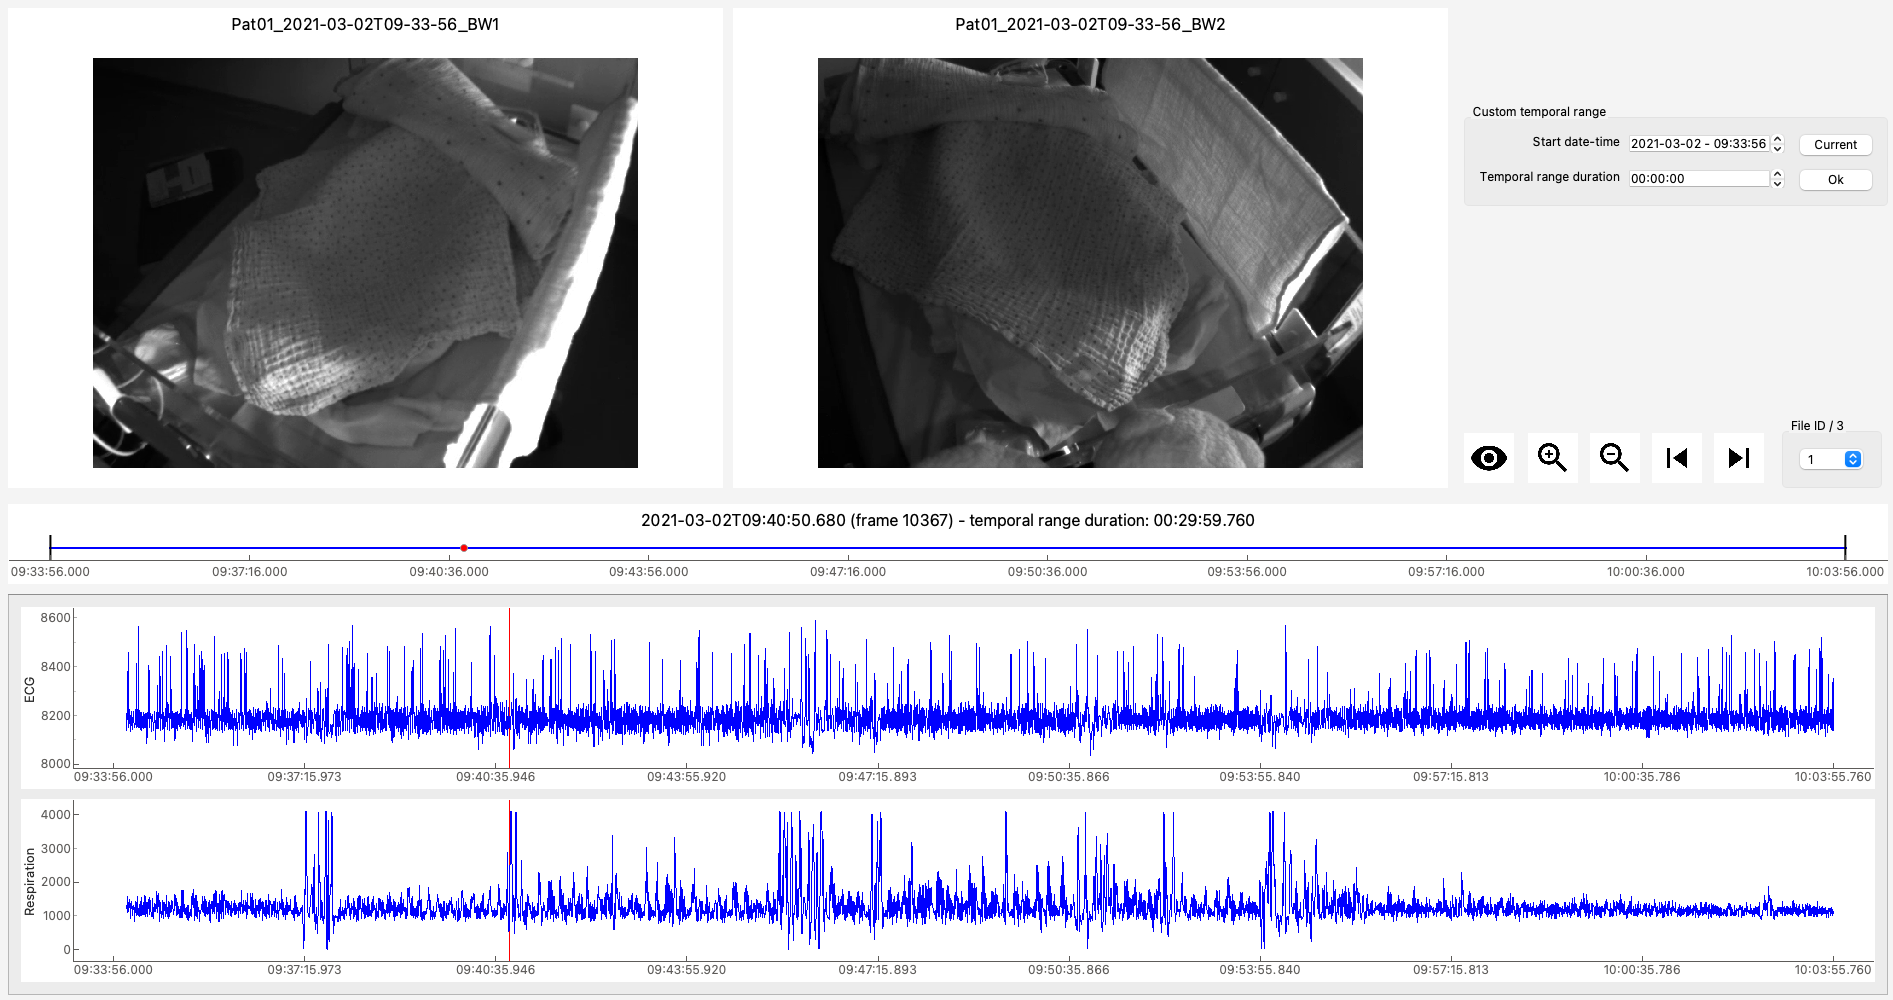 Pat01_2021-03-02T09-33-56_BW1
Pat01_2021-03-02T09-33-56_BW2
Custom temporal range
Start date-time 2021-03-02 - 09:33:56 Current
Temporal range duration 00:00:00 Ok
File ID / 3
1
2021-03-02T09:40:50.680 (frame 10367) - temporal range duration: 00:29:59.760
09:33:56.000 09:37:16.000 09:40:36.000 09:43:56.000 09:47:16.000 09:50:36.000 09:53:56.000 09:57:16.000 10:00:36.000 10:03:56.000
ECG
8600
8400
8200
8000
09:33:56.000 09:37:15.973 09:40:35.946 09:43:55.920 09:47:15.893 09:50:35.866 09:53:55.840 09:57:15.813 10:00:35.786 10:03:55.760
Respiration
4000
3000
2000
1000
0
09:33:56.000 09:37:15.973 09:40:35.946 09:43:55.920 09:47:15.893 09:50:35.866 09:53:55.840 09:57:15.813 10:00:35.786 10:03:55.760